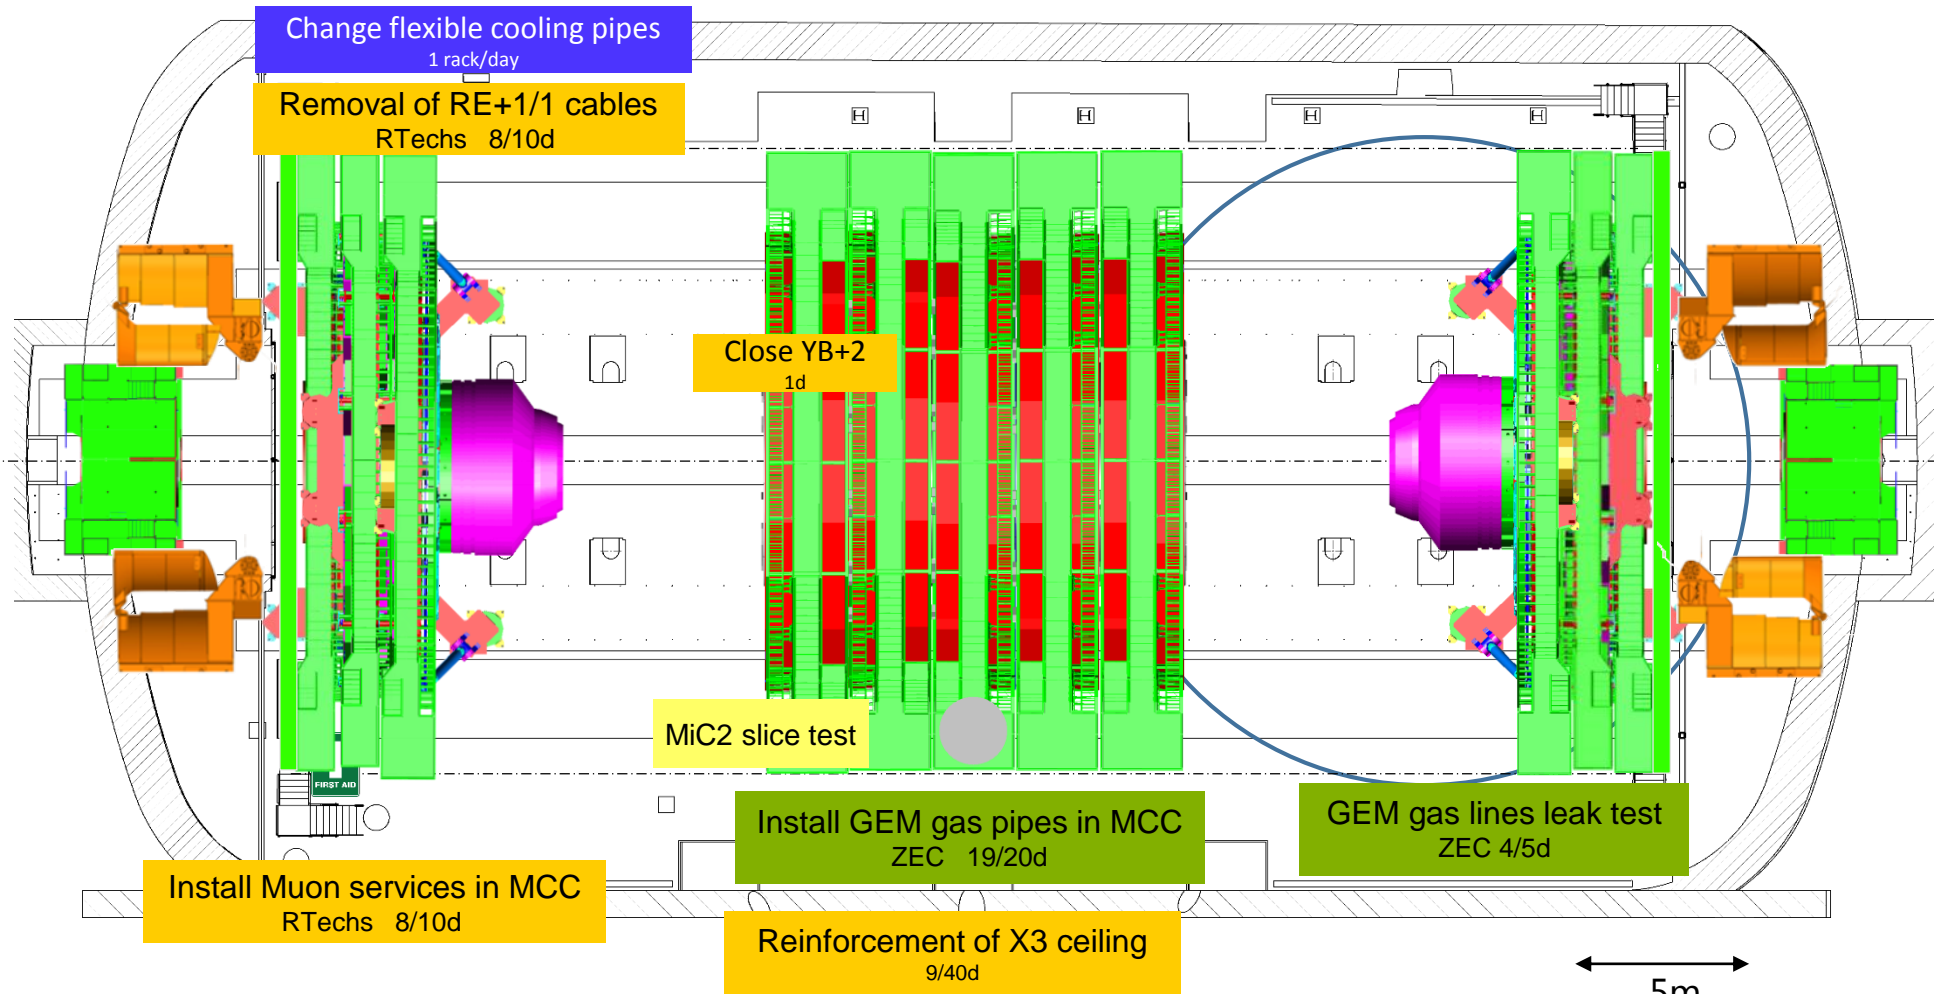 Change flexible cooling pipes
1 rack/day
Removal of RE+1/1 cables
RTechs 8/10d
H
H
H
H
Close YB+2
1d
MiC2 slice test
FIRST AID
Install GEM gas pipes in MCC
ZEC 19/20d
GEM gas lines leak test
ZEC 4/5d
Install Muon services in MCC
RTechs 8/10d
Reinforcement of X3 ceiling
9/40d
5m